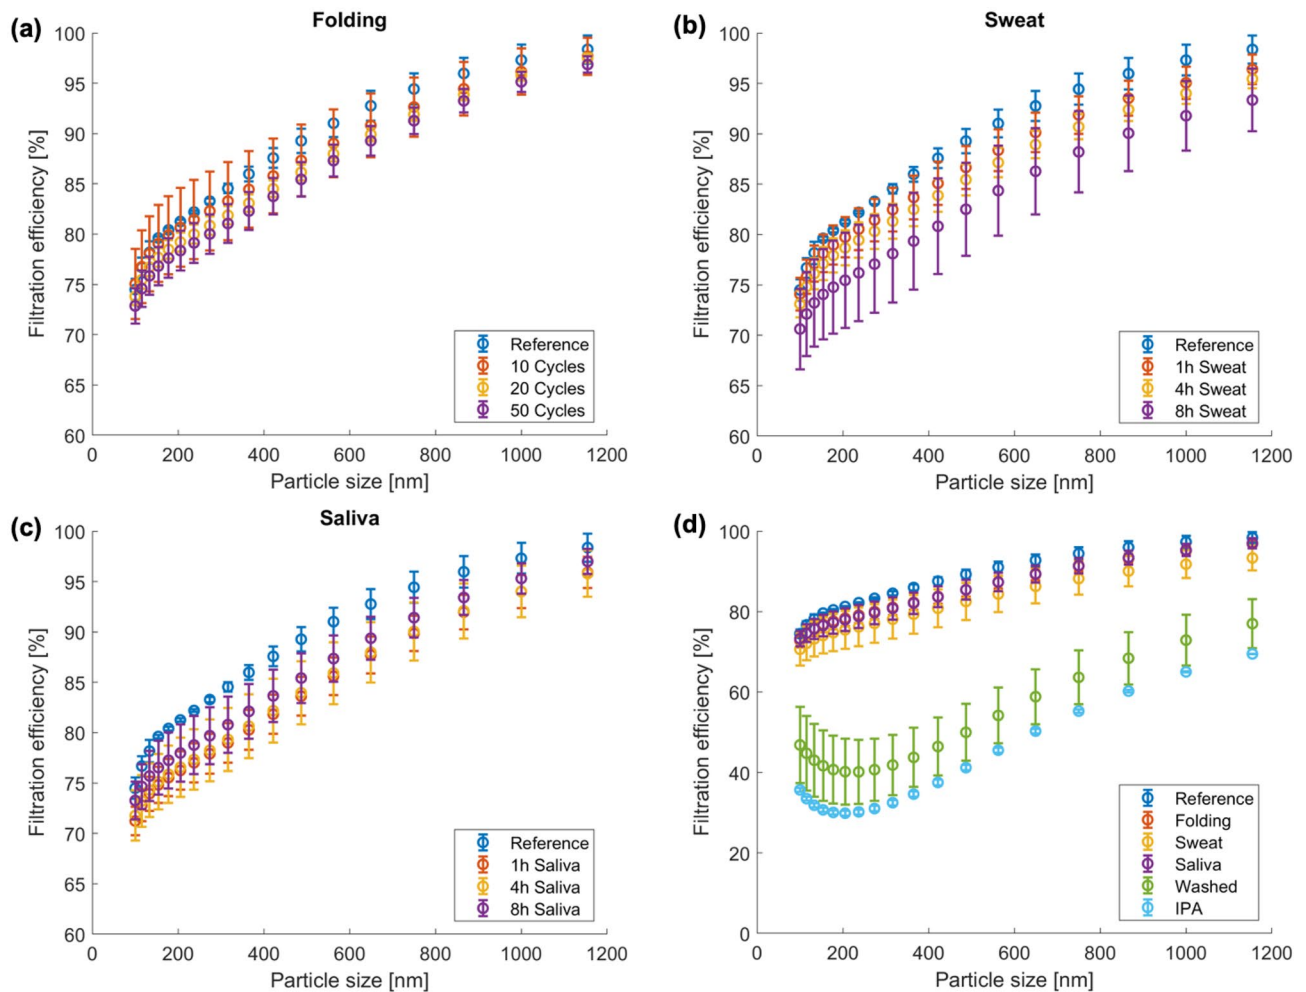 (a)
Folding
100
95
90
85
80
75
70
65
60
Filtration efficiency [%]
Reference
10 Cycles
20 Cycles
50 Cycles
0 200 400 600 800 1000 1200
Particle size [nm]
(b)
Sweat
100
95
90
85
80
75
70
65
60
Filtration efficiency [%]
Reference
1h Sweat
4h Sweat
8h Sweat
0 200 400 600 800 1000 1200
Particle size [nm]
(c)
Saliva
100
95
90
85
80
75
70
65
60
Filtration efficiency [%]
Reference
1h Saliva
4h Saliva
8h Saliva
0 200 400 600 800 1000 1200
Particle size [nm]
(d)
100
80
60
40
20
0
Filtration efficiency [%]
Reference
Folding
Sweat
Saliva
Washed
IPA
0 200 400 600 800 1000 1200
Particle size [nm]